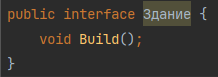 public interface Здание {
    void Build();
}